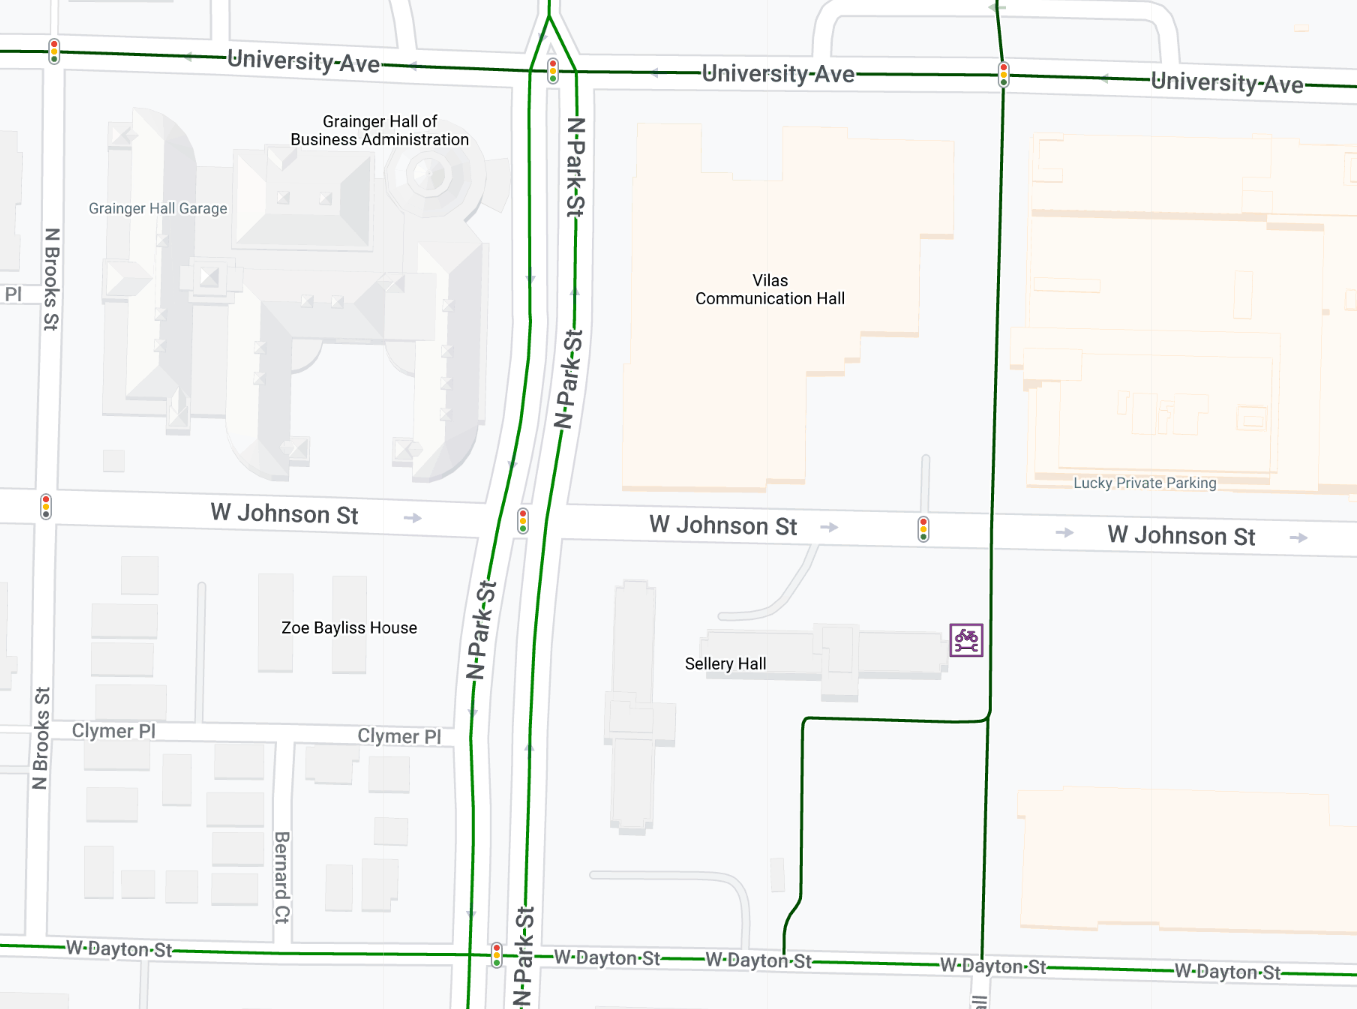 University Ave
University Ave
University Ave
Grainger Hall of
Business Administration
N Park St
Grainger Hall Garage
N Brooks St
Pl
Vilas
Communication Hall
N Park St
Lucky Private Parking
W Johnson St
W Johnson St
W Johnson St
Zoe Bayliss House
N Park St
Sellery Hall
N Brooks St
Clymer Pl
Clymer Pl
Bernard Ct
N Park St
W Dayton St
W Dayton St
W Dayton St
W Dayton St
W Dayton St
all